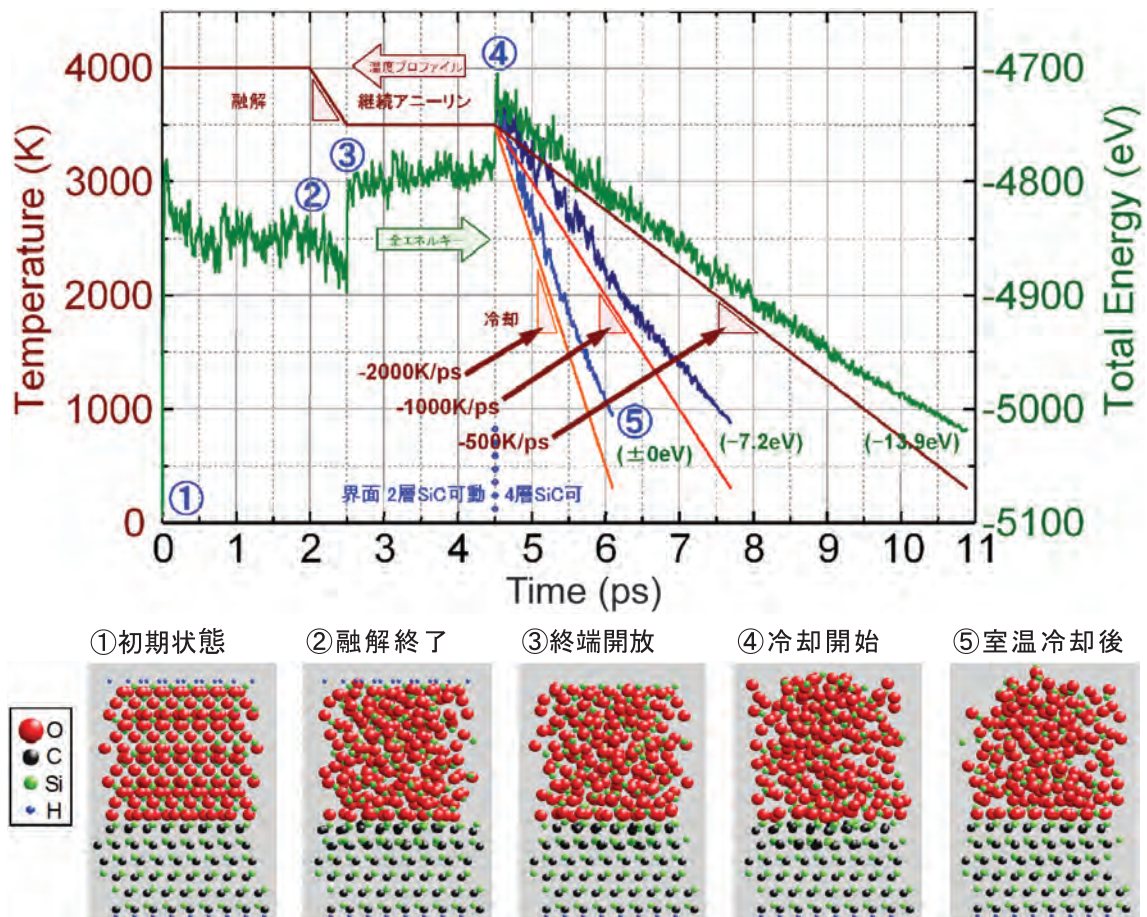 ④
4000
温度プロファイル
-4700
融解
継続アニーリン
Temperature (K)
Total Energy (eV)
③
3000
②
-4800
全エネルギー
2000
-4900
冷却
-2000K/ps
-1000K/ps
1000
⑤
-5000
-500K/ps
(±0eV)
(−7.2eV)
(−13.9eV)
①
界面 2層SiC可動
4層SiC可
0
-5100
0 1 2 3 4 5 6 7 8 9 10 11
Time (ps)
①初期状態 ②融解終了 ③終端開放 ④冷却開始 ⑤室温冷却後
O
C
Si
H